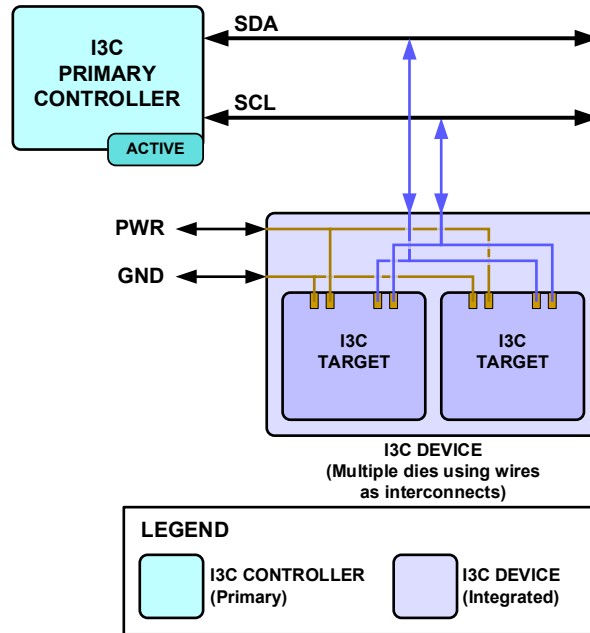 SDA
I3C
PRIMARY
CONTROLLER
SCL
ACTIVE
PWR
GND
I3C
TARGET
I3C
TARGET
I3C DEVICE
(Multiple dies using wires
as interconnects)
LEGEND
I3C CONTROLLER
(Primary)
I3C DEVICE
(Integrated)